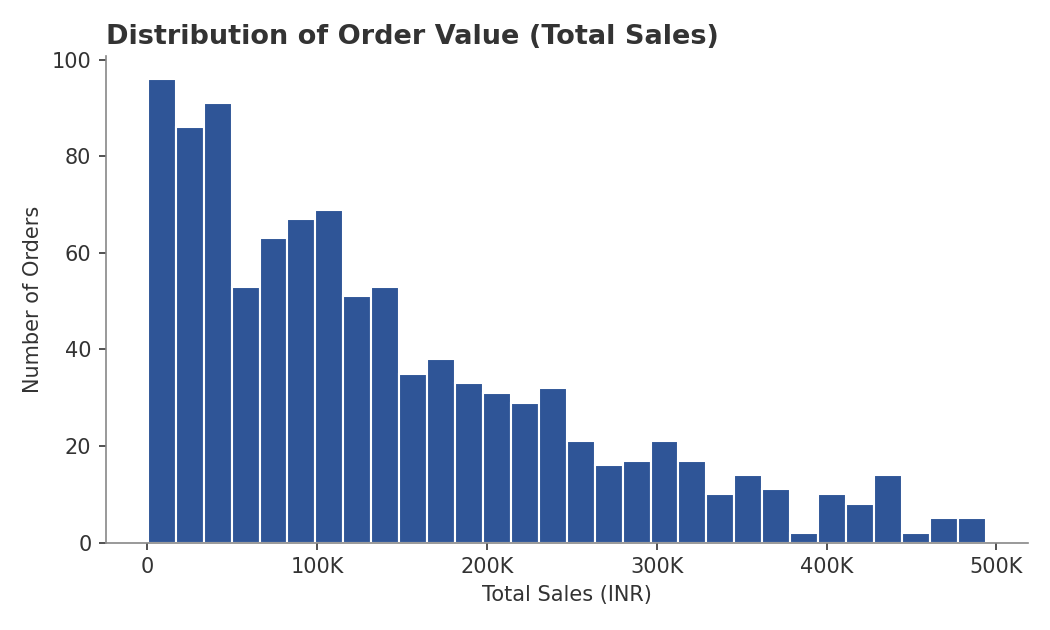 Distribution of Order Value (Total Sales)
100
80
60
40
20
0
Number of Orders
0 100K 200K 300K 400K 500K
Total Sales (INR)